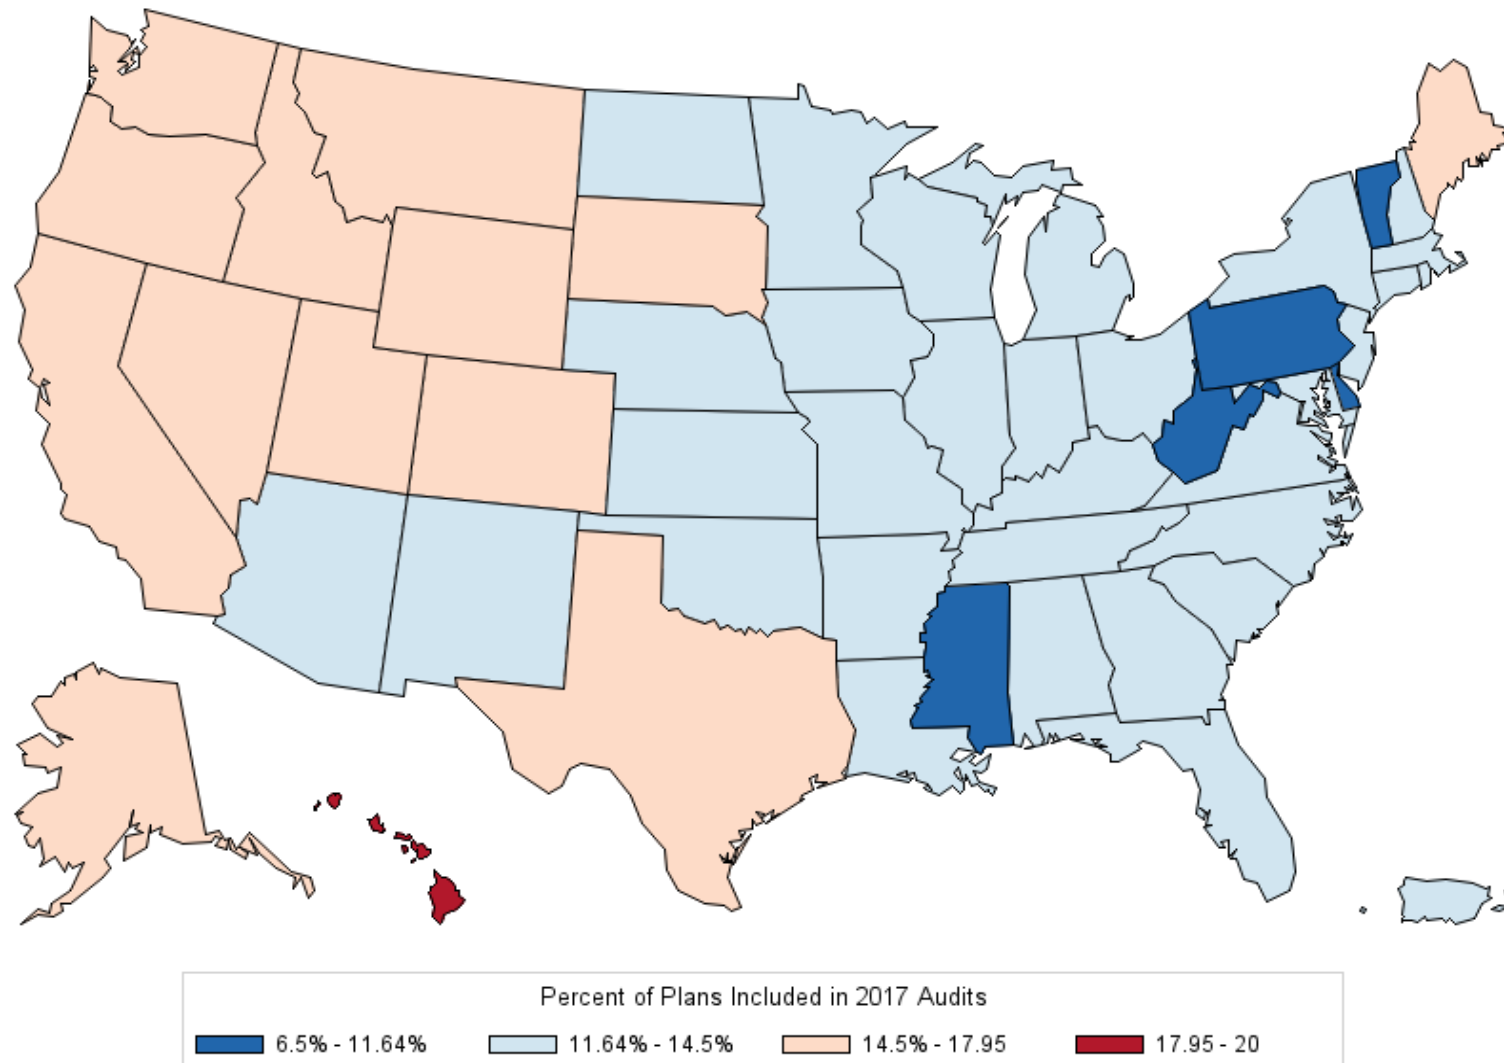 Percent of Plans Included in 2017 Audits
6.5% - 11.64% 11.64% - 14.5% 14.5% - 17.95 17.95 - 20